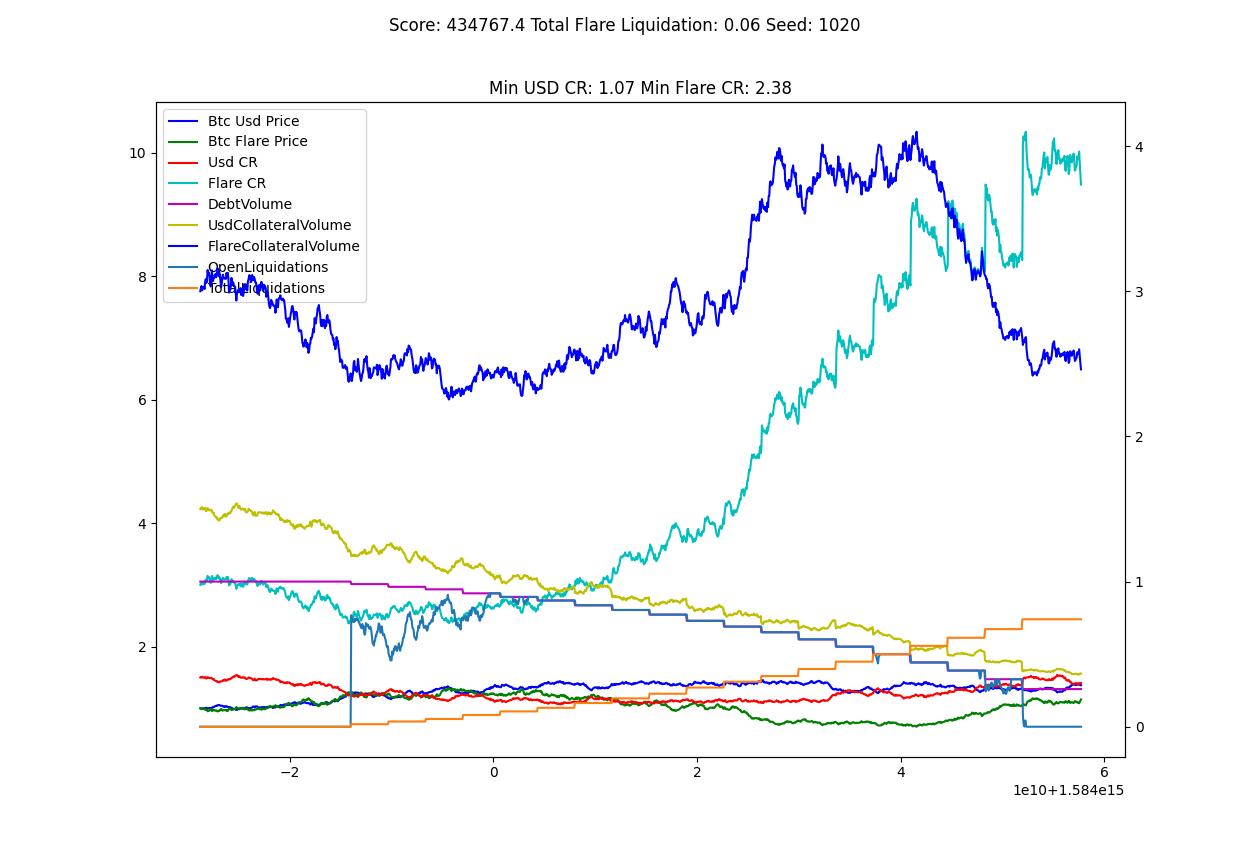 Score: 434767.4 Total Flare Liquidation: 0.06 Seed: 1020
Min USD CR: 1.07 Min Flare CR: 2.38
Btc Usd Price
Btc Flare Price
Usd CR
Flare CR
DebtVolume
UsdCollateralVolume
FlareCollateralVolume
OpenLiquidations
TotalLiquidations
10
8
6
4
2
4
3
2
1
0
−2
0
2
4
6
1e10+1.584e15